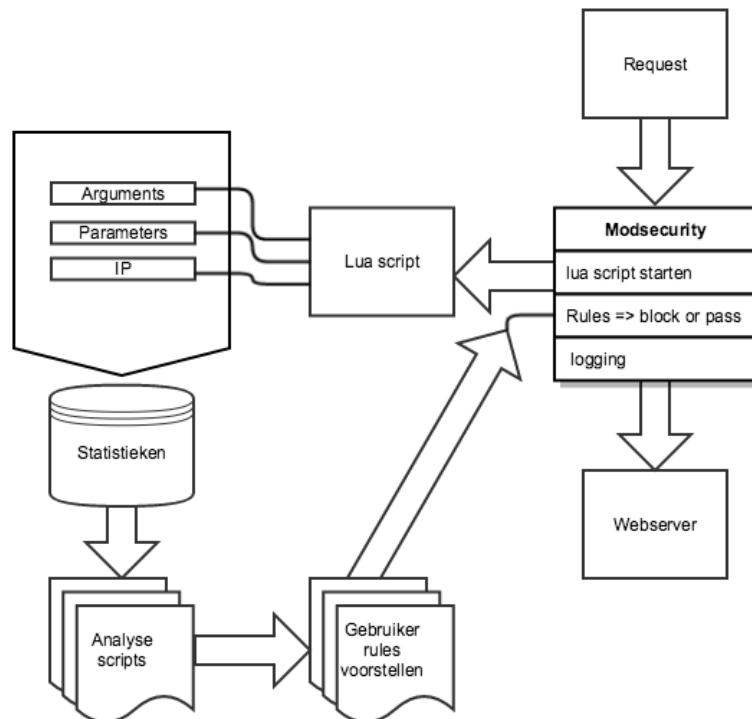 Request
Arguments
Parameters
IP
Lua script
Modsecurity
lua script starten
Rules => block or pass
logging
Statistieken
Webserver
Analyse
scripts
Gebruiker
rules
voorstellen